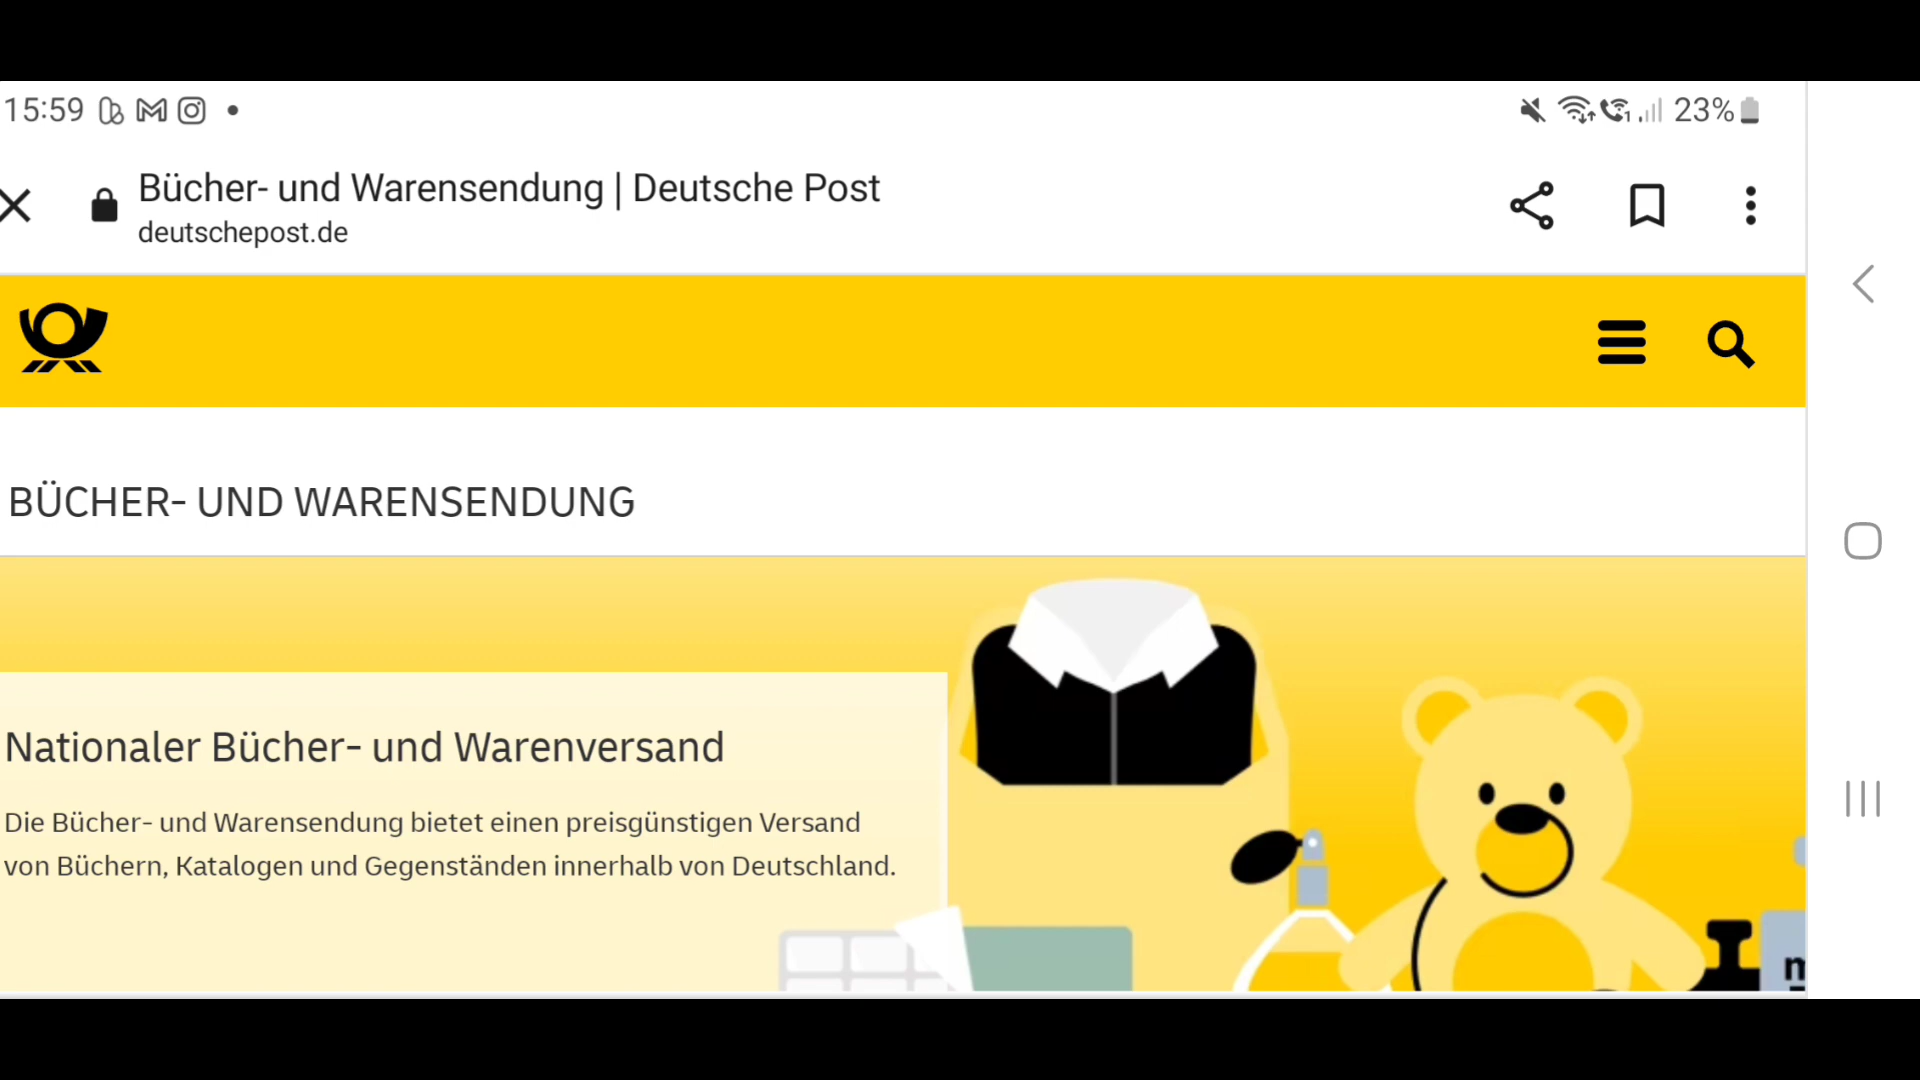 15:59
23%
Bücher- und Warensendung | Deutsche Post
deutschepost.de
BÜCHER- UND WARENSENDUNG
Nationaler Bücher- und Warenversand
Die Bücher- und Warensendung bietet einen preisgünstigen Versand
von Büchern, Katalogen und Gegenständen innerhalb von Deutschland.